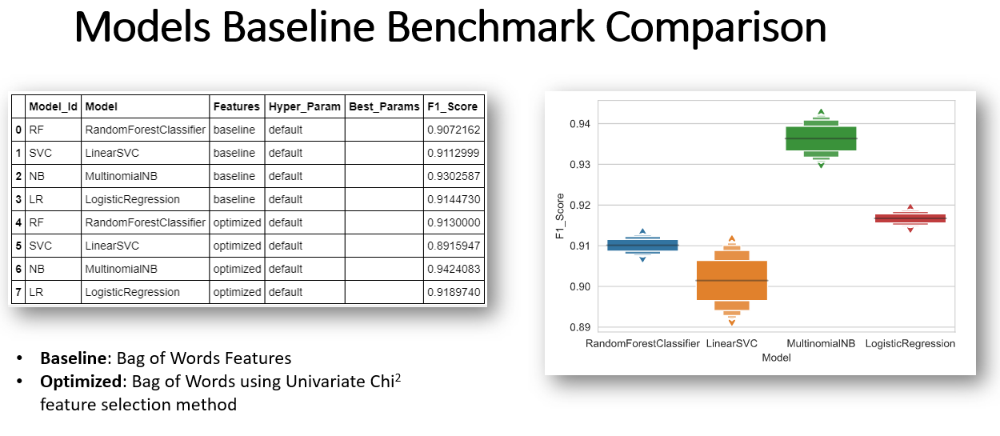 Models Baseline Benchmark Comparison
Model_Id Model Features Hyper_Param Best_Params F1_Score
0 RF RandomForestClassifier baseline default 0.9072162
1 SVC LinearSVC baseline default 0.9112999
2 NB MultinomialNB baseline default 0.9302587
3 LR LogisticRegression baseline default 0.9144730
4 RF RandomForestClassifier optimized default 0.9130000
5 SVC LinearSVC optimized default 0.8915947
6 NB MultinomialNB optimized default 0.9424083
7 LR LogisticRegression optimized default 0.9189740
• Baseline: Bag of Words Features
• Optimized: Bag of Words using Univariate Chi²
feature selection method
0.94
0.93
0.92
0.91
0.90
0.89
F1_Score
RandomForestClassifier LinearSVC MultinomialNB LogisticRegression
Model